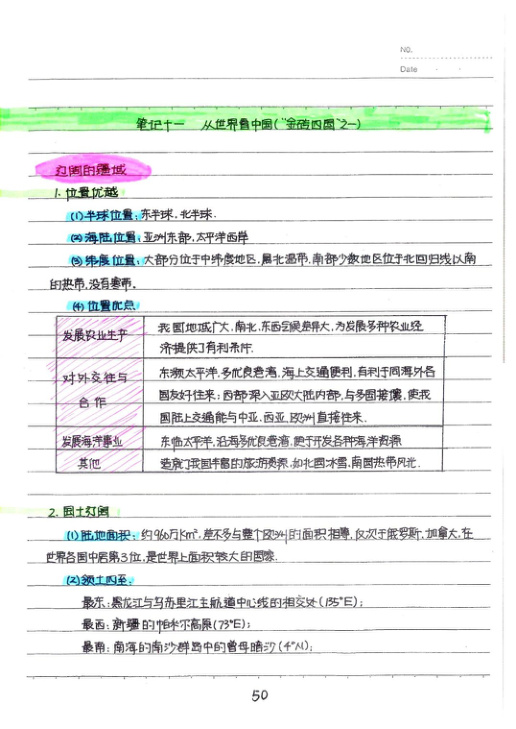 NO.
Date
笔记十一 从世界看中国("金砖四国"之一)
辽阔的疆域
1. 位置优越
(1)半球位置:东半球、北半球.
(2)海陆位置:亚洲东部,太平洋西岸
(3)纬度位置:大部分位于中纬度地区,属北温带,南部少数地区位于北回归线以南
的热带,没有寒带.
(4)位置优点
发展农业生产 我国地域广大,南北、东西差异大,为发展多种农业经
济提供了有利条件.
对外交往与合作 东濒太平洋,多优良港湾,海上交通便利,有利于同海外各
国友好往来;西部深入亚欧大陆内部,与多国接壤,使我
国陆上交通能与中亚、西亚、欧洲直接往来.
发展海洋事业 东临太平洋,沿海多优良港湾,便于开发各种海洋资源
其他 造就了我国丰富的旅游资源,如北国冰雪,南国热带风光.
2. 国土辽阔
(1)陆地面积:约960万km²,差不多与整个欧洲的面积相等,仅次于俄罗斯、加拿大,在
世界各国中居第3位,是世界上面积较大的国家.
(2)领土四至.
最东:黑龙江与乌苏里江主航道中心线的相交处(135°E);
最西:新疆的帕米尔高原(73°E);
最南:南海的南沙群岛中的曾母暗沙(4°N);
50